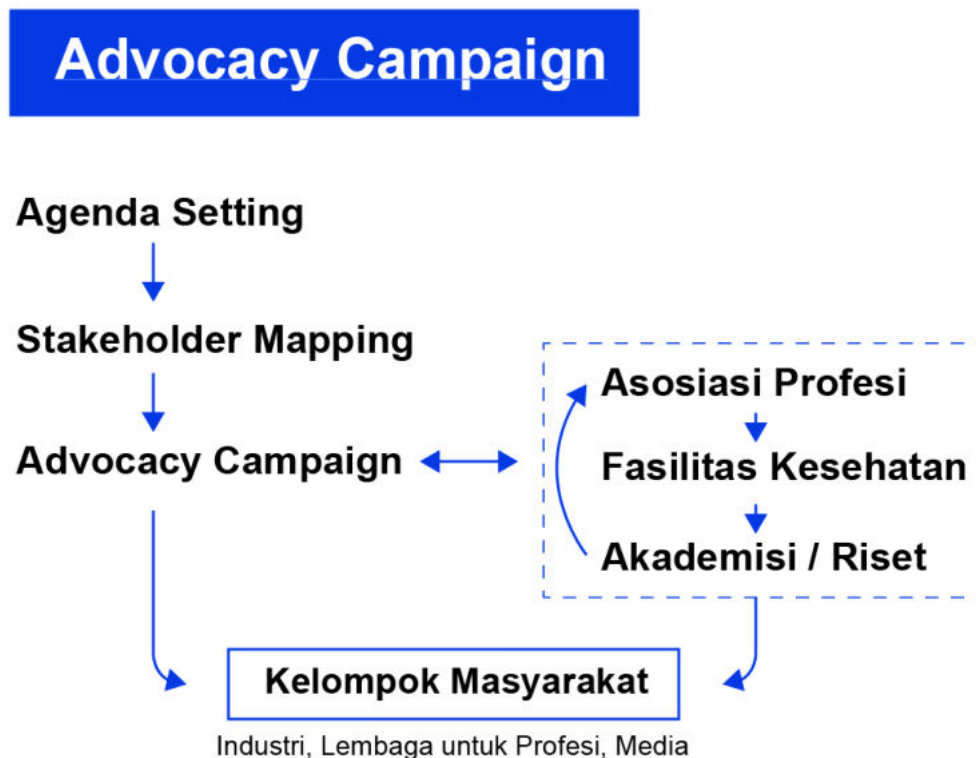 Advocacy Campaign
Agenda Setting
Stakeholder Mapping
Advocacy Campaign
Asosiasi Profesi
Fasilitas Kesehatan
Akademisi / Riset
Kelompok Masyarakat
Industri, Lembaga untuk Profesi, Media